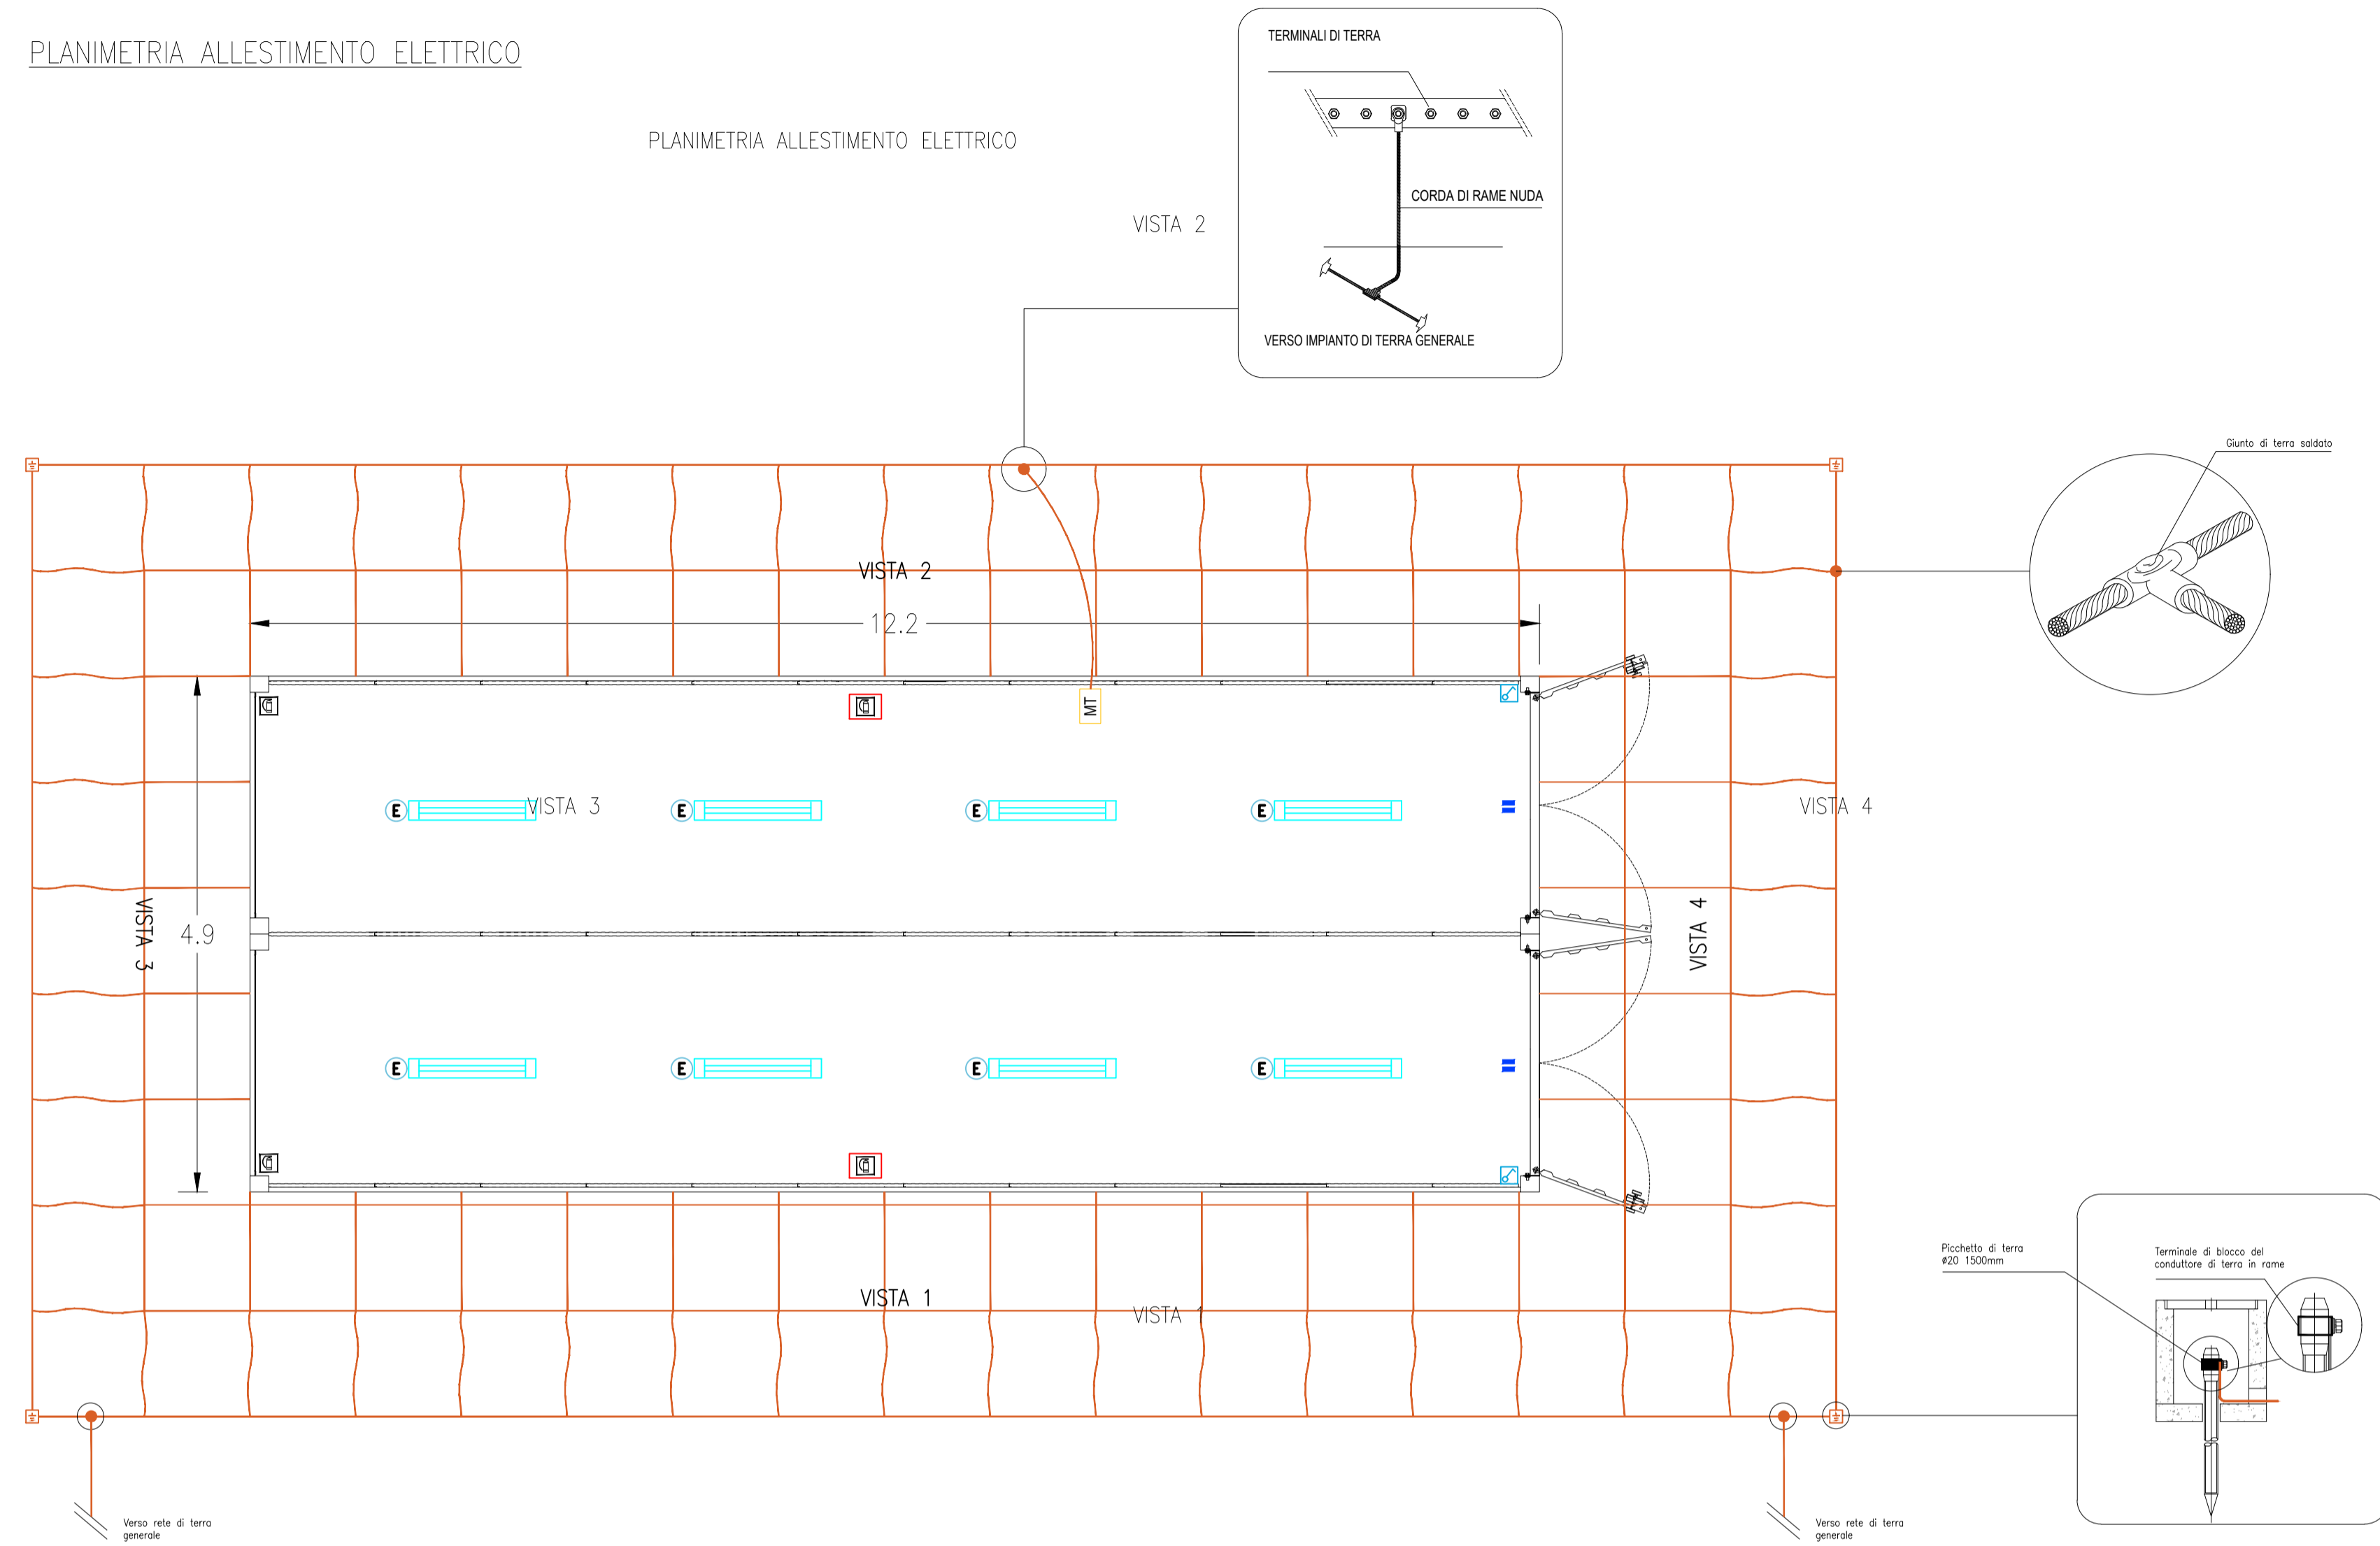 PLANIMETRIA ALLESTIMENTO ELETTRICO
TERMINALI DI TERRA
PLANIMETRIA ALLESTIMENTO ELETTRICO
CORDA DI RAME NUDA
VISTA 2
VERSO IMPIANTO DI TERRA GENERALE
Giunto di terra saldato
VISTA 2
12.2
MT
E
VISTA 3
E
E
E
VISTA 4
VISTA 3
4.9
VISTA 4
E
E
E
E
Picchetto di terra
ø20 1500mm
Terminale di blocco del
conduttore di terra in rame
VISTA 1
VISTA 1
Verso rete di terra
generale
Verso rete di terra
generale